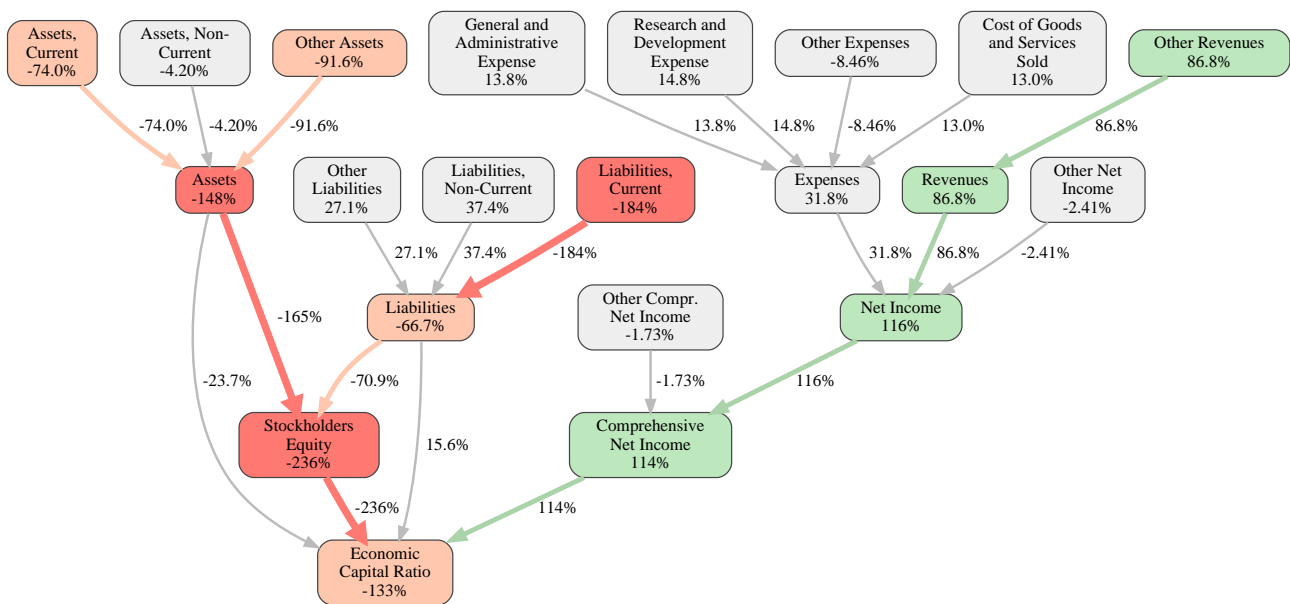 Assets,
Current
-74.0%
Assets, Non-
Current
-4.20%
Other Assets
-91.6%
General and
Administrative
Expense
13.8%
Research and
Development
Expense
14.8%
Other Expenses
-8.46%
Cost of Goods
and Services
Sold
13.0%
Other Revenues
86.8%
-74.0%
-4.20%
-91.6%
13.8%
14.8%
-8.46%
13.0%
86.8%
Assets
-148%
Other
Liabilities
27.1%
Liabilities,
Non-Current
37.4%
Liabilities,
Current
-184%
Expenses
31.8%
Revenues
86.8%
Other Net
Income
-2.41%
27.1%
37.4%
-184%
31.8%
86.8%
-2.41%
-165%
Liabilities
-66.7%
Other Compr.
Net Income
-1.73%
Net Income
116%
-23.7%
-70.9%
-1.73%
116%
Stockholders
Equity
-236%
15.6%
Comprehensive
Net Income
114%
-236%
114%
Economic
Capital Ratio
-133%